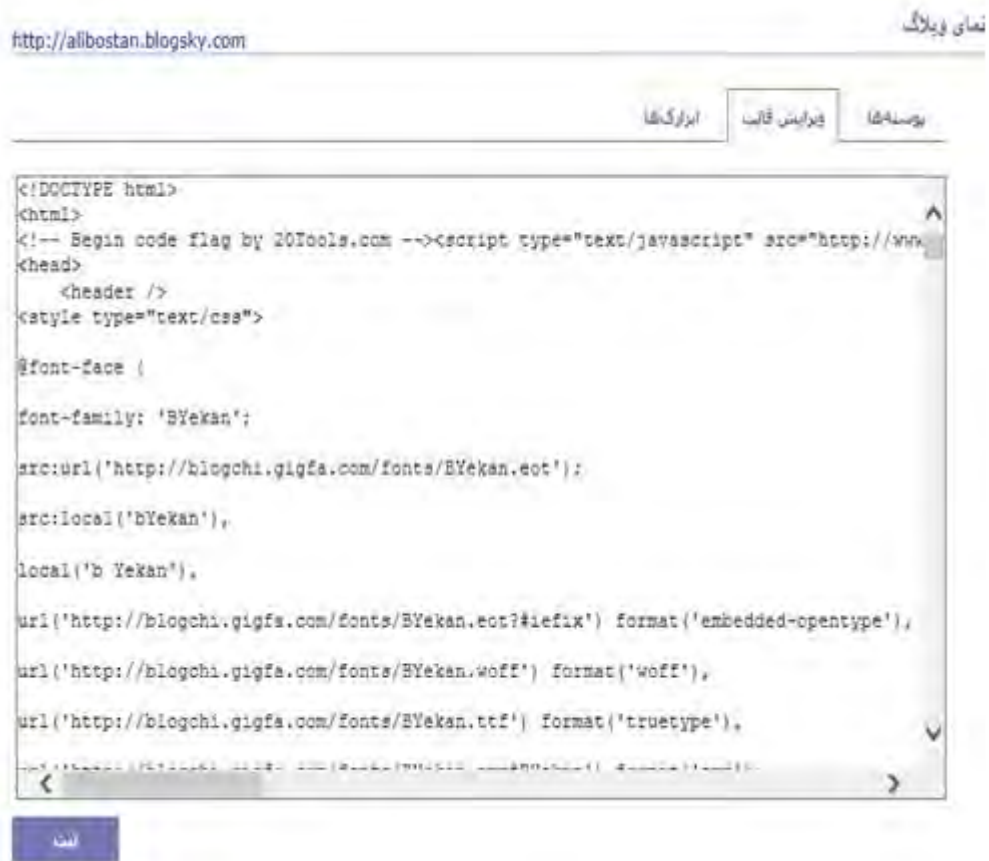 نمای وبلاگ
http://alibostan.blogsky.com
پوسته‌ها ویرایش قالب ابزارک‌ها
<!DOCTYPE html>
<html>
<!-- Begin code flag by 20Tools.com --><script type="text/javascript" src="http://www
<head>
<header />
<style type="text/css">
@font-face {
font-family: 'BYekan';
src:url('http://blogchi.gigfa.com/fonts/BYekan.eot');
src:local('bYekan'),
local('b Yekan'),
url('http://blogchi.gigfa.com/fonts/BYekan.eot?#iefix') format('embedded-opentype'),
url('http://blogchi.gigfa.com/fonts/BYekan.woff') format('woff'),
url('http://blogchi.gigfa.com/fonts/BYekan.ttf') format('truetype'),
ثبت